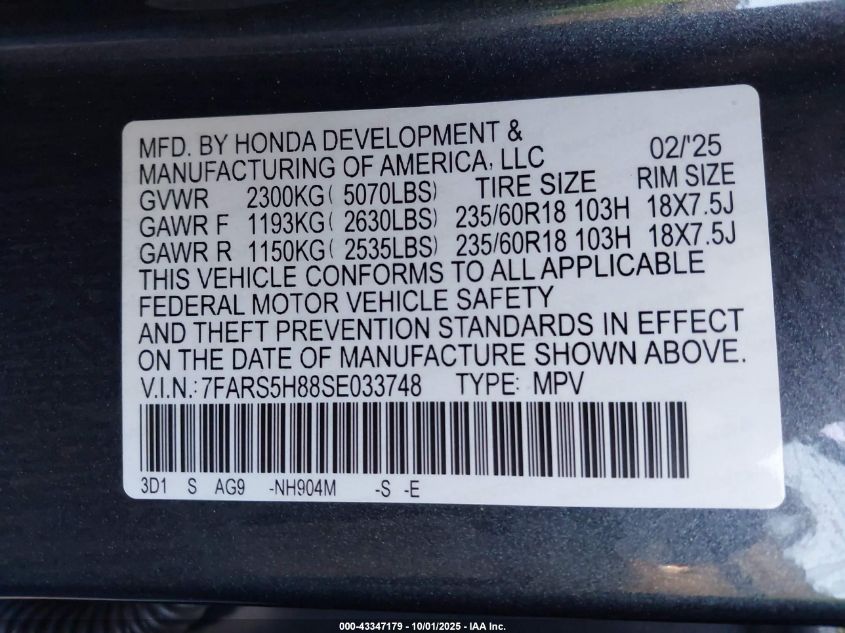 MFD. BY HONDA DEVELOPMENT &
MANUFACTURING OF AMERICA, LLC 02/'25
GVWR 2300KG( 5070LBS) TIRE SIZE RIM SIZE
GAWR F 1193KG( 2630LBS) 235/60R18 103H 18X7.5J
GAWR R 1150KG( 2535LBS) 235/60R18 103H 18X7.5J
THIS VEHICLE CONFORMS TO ALL APPLICABLE
FEDERAL MOTOR VEHICLE SAFETY
AND THEFT PREVENTION STANDARDS IN EFFECT
ON THE DATE OF MANUFACTURE SHOWN ABOVE.
V.I.N.:7FARS5H88SE033748 TYPE: MPV
3D1 S AG9 -NH904M -S -E
000-43347179 - 10/01/2025 - IAA Inc.